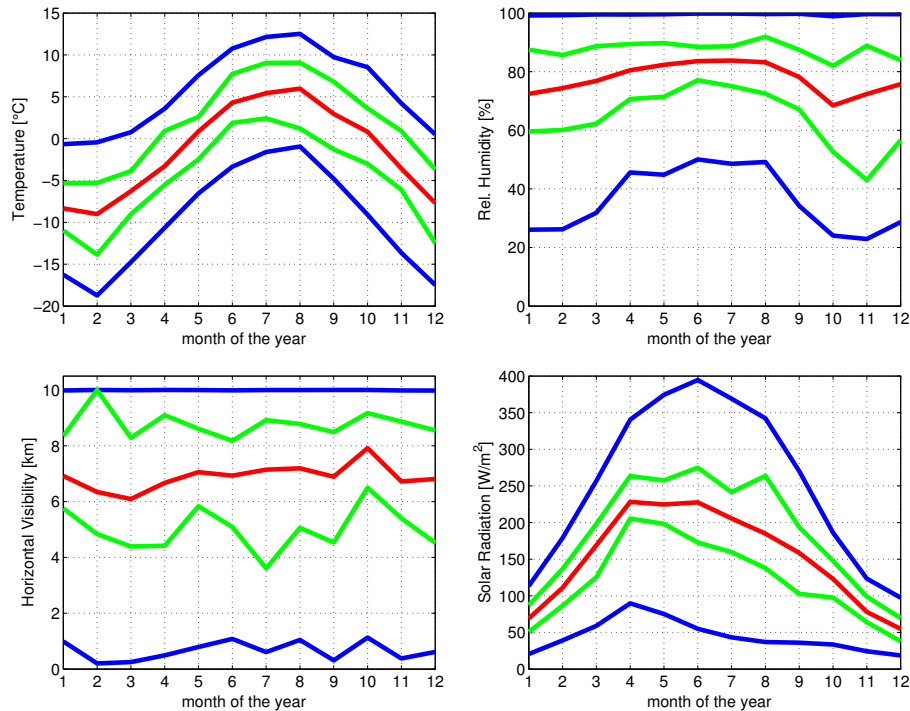 15
10
5
0
−5
−10
−15
−20
Temperature [°C]
1 2 3 4 5 6 7 8 9 10 11 12
month of the year
100
80
60
40
20
0
Rel. Humidity [%]
1 2 3 4 5 6 7 8 9 10 11 12
month of the year
10
8
6
4
2
0
Horizontal Visibility [km]
1 2 3 4 5 6 7 8 9 10 11 12
month of the year
400
350
300
250
200
150
100
50
0
Solar Radiation [W/m²]
1 2 3 4 5 6 7 8 9 10 11 12
month of the year